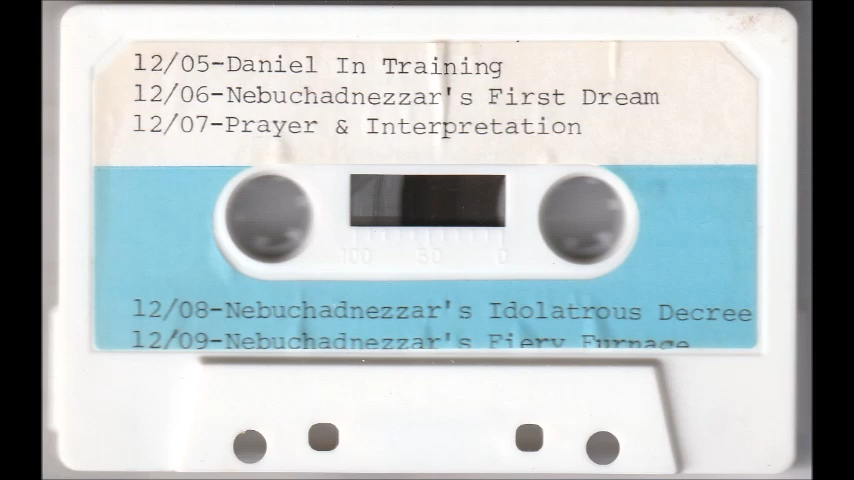 12/05-Daniel In Training
12/06-Nebuchadnezzar's First Dream
12/07-Prayer & Interpretation
100 50 0
12/08-Nebuchadnezzar's Idolatrous Decree
12/09-Nebuchadnezzar's Fiery Furnace